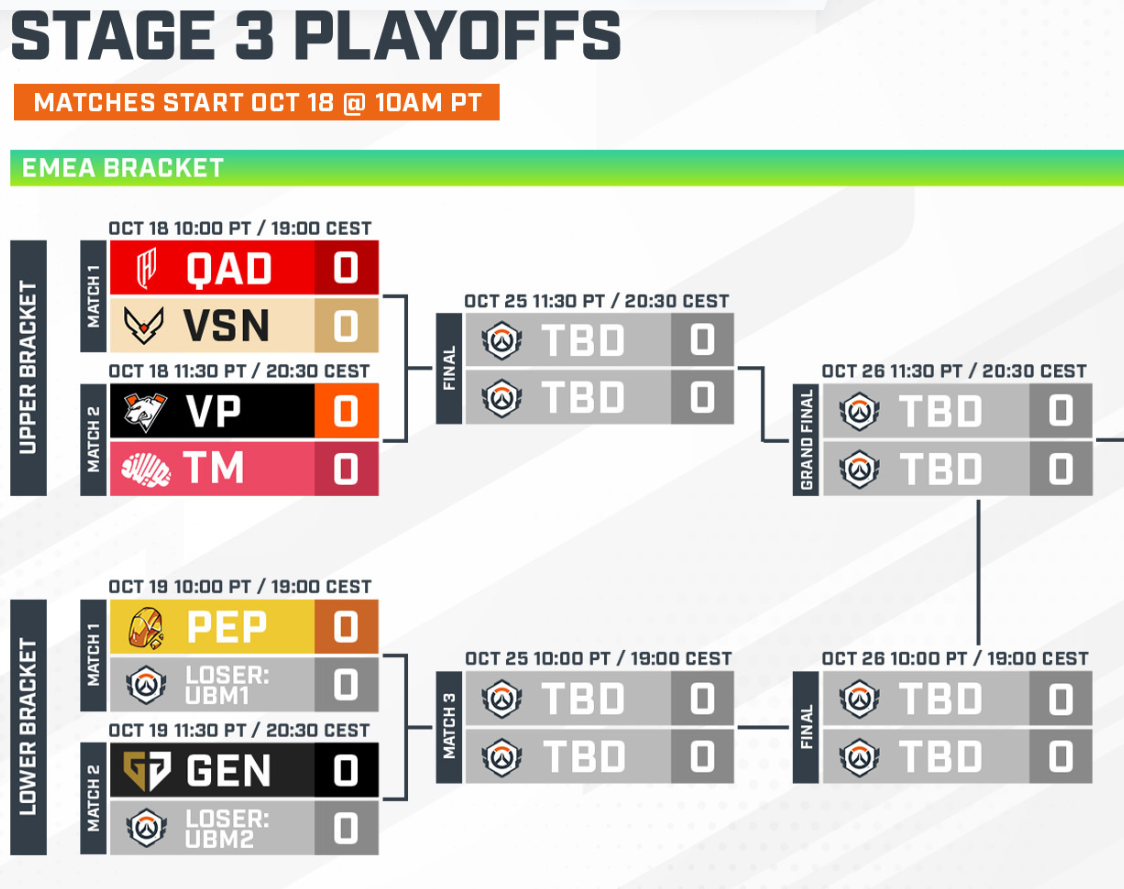 STAGE 3 PLAYOFFS
MATCHES START OCT 18 @ 10AM PT
EMEA BRACKET
UPPER BRACKET
OCT 18 10:00 PT / 19:00 CEST
MATCH 1
QAD 0
VSN 0
OCT 18 11:30 PT / 20:30 CEST
MATCH 2
VP 0
TM 0
OCT 25 11:30 PT / 20:30 CEST
FINAL
TBD 0
TBD 0
OCT 26 11:30 PT / 20:30 CEST
GRAND FINAL
TBD 0
TBD 0
LOWER BRACKET
OCT 19 10:00 PT / 19:00 CEST
MATCH 1
PEP 0
LOSER:
UBM1 0
OCT 19 11:30 PT / 20:30 CEST
MATCH 2
GEN 0
LOSER:
UBM2 0
OCT 25 10:00 PT / 19:00 CEST
MATCH 3
TBD 0
TBD 0
OCT 26 10:00 PT / 19:00 CEST
FINAL
TBD 0
TBD 0